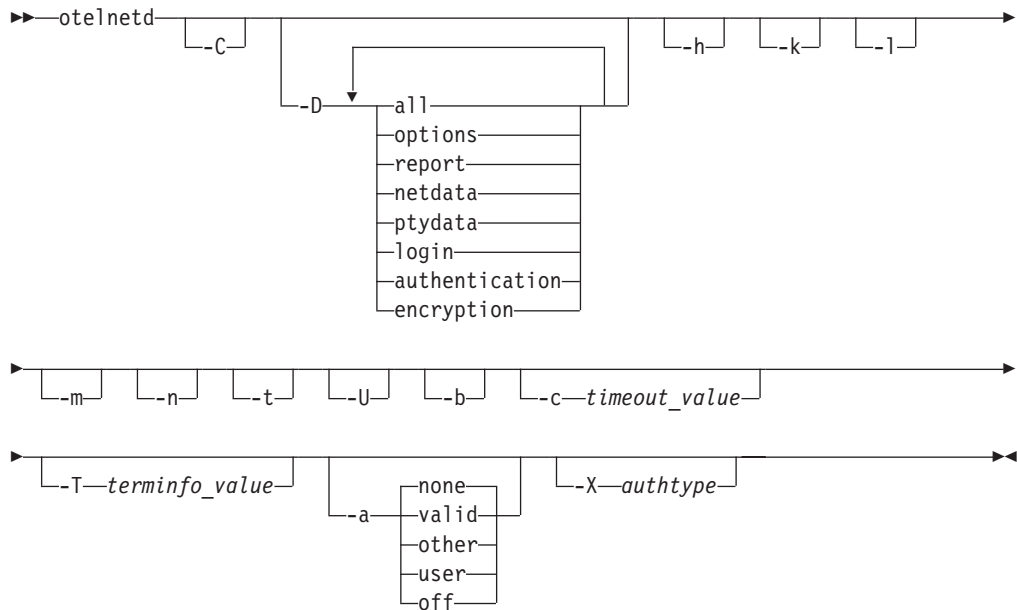 otelnetd -C -D all -h -k -l
options
report
netdata
ptydata
login
authentication
encryption
-m -n -t -U -b -c timeout_value
-T terminfo_value -a none -X authtype
valid
other
user
off